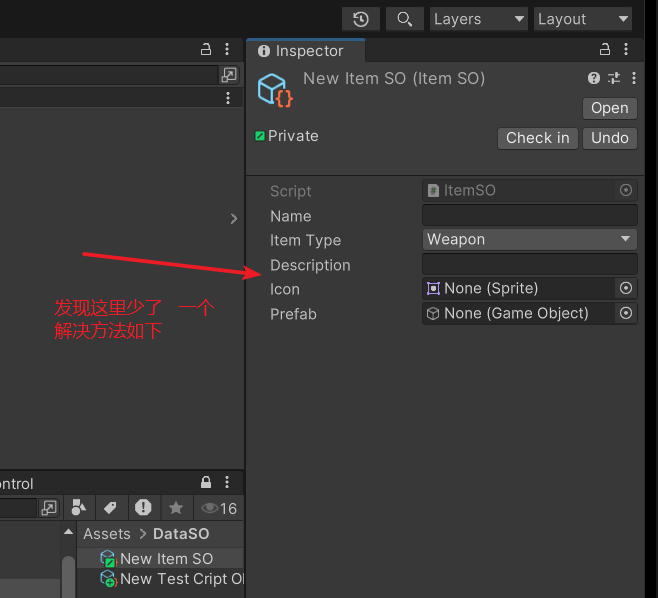 Layers
Layout
Inspector
New Item SO (Item SO)
Open
Private
Check in
Undo
Script
ItemSO
Name
Item Type
Weapon
Description
Icon
None (Sprite)
Prefab
None (Game Object)
发现这里少了 一个
解决方法如下
ontrol
16
Assets > DataSO
New Item SO
New Test Cript O